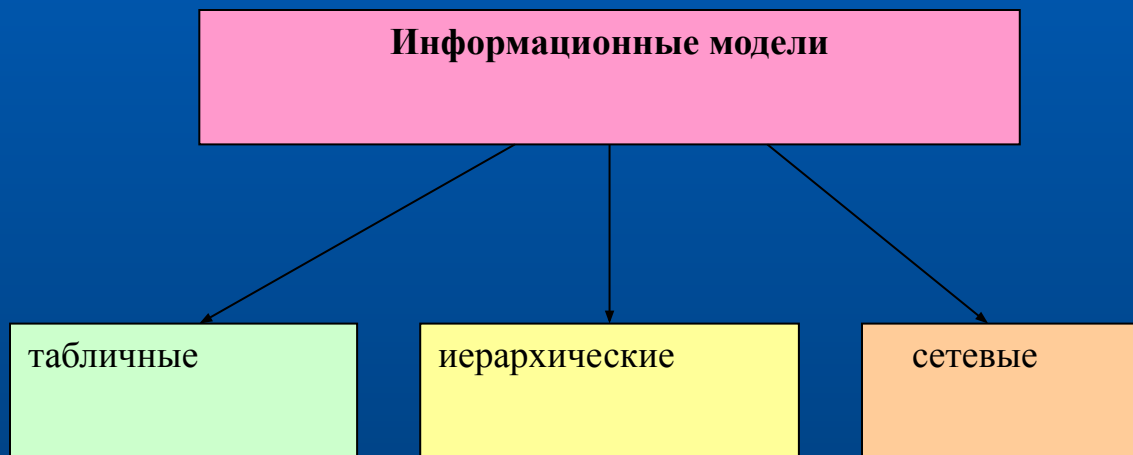 Информационные модели
табличные
иерархические
сетевые